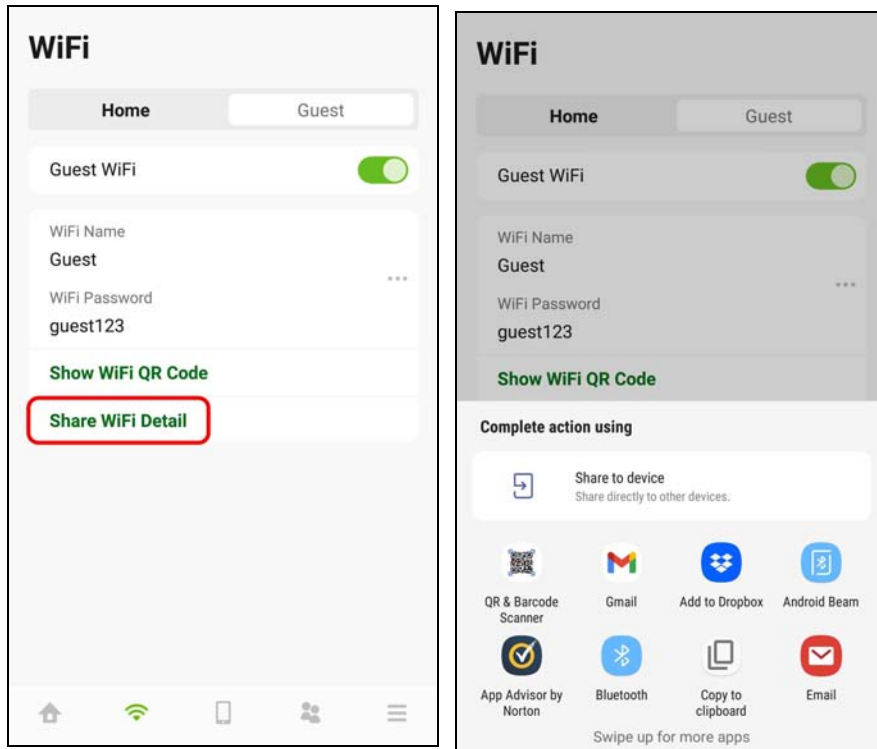 WiFi
Home Guest
Guest WiFi
WiFi Name
Guest
WiFi Password
guest123
Show WiFi QR Code
Share WiFi Detail
WiFi
Home Guest
Guest WiFi
WiFi Name
Guest
WiFi Password
guest123
Show WiFi QR Code
Complete action using
Share to device
Share directly to other devices.
QR & Barcode Scanner
Gmail
Add to Dropbox
Android Beam
App Advisor by Norton
Bluetooth
Copy to clipboard
Email
Swipe up for more apps